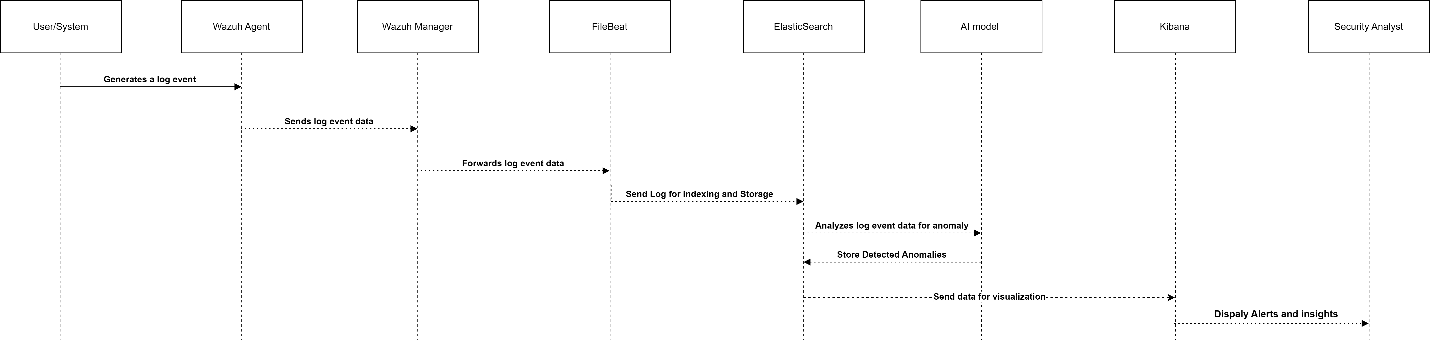 User/System
Wazuh Agent
Wazuh Manager
FileBeat
ElasticSearch
AI model
Kibana
Security Analyst
Generates a log event
Sends log event data
Forwards log event data
Send Log for Indexing and Storage
Analyzes log event data for anomaly
Store Detected Anomalies
Send data for visualization
Dispaly Alerts and Insights